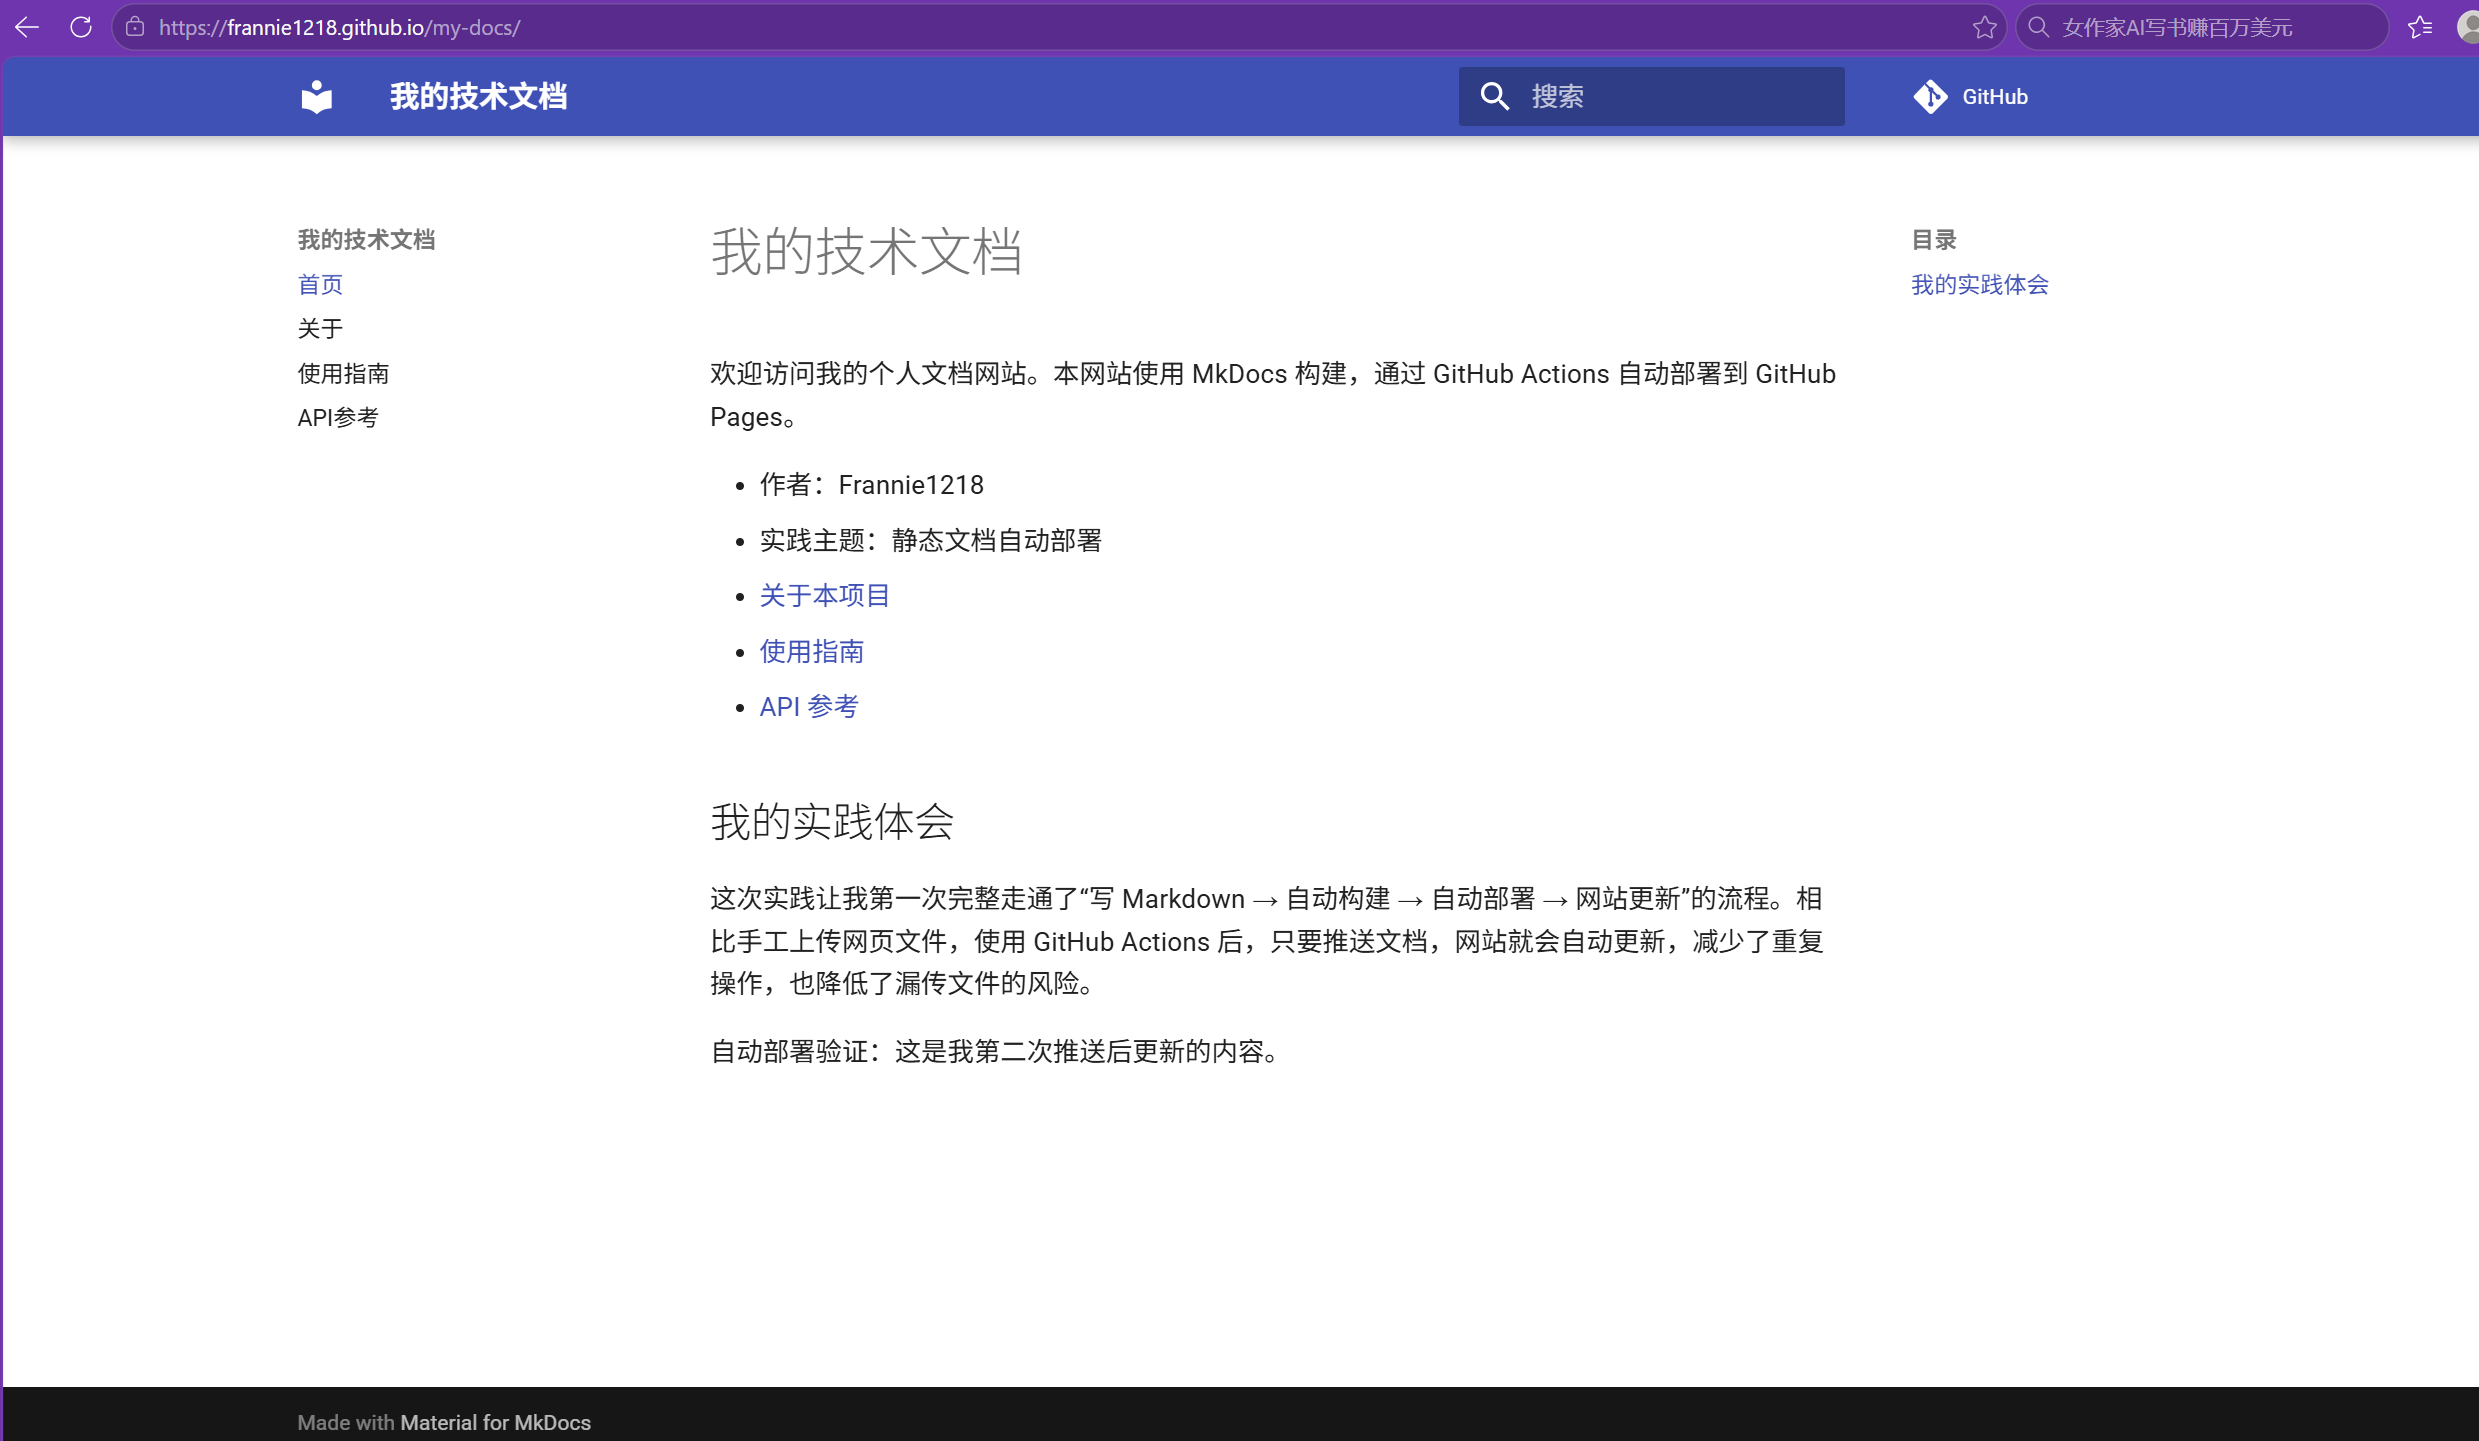 https://frannie1218.github.io/my-docs/
女作家AI写书赚百万美元
我的技术文档
搜索
GitHub
我的技术文档
首页
关于
使用指南
API参考
我的技术文档
欢迎访问我的个人文档网站。本网站使用 MkDocs 构建，通过 GitHub Actions 自动部署到 GitHub
Pages。
• 作者：Frannie1218
• 实践主题：静态文档自动部署
• 关于本项目
• 使用指南
• API 参考
我的实践体会
这次实践让我第一次完整走通了“写 Markdown → 自动构建 → 自动部署 → 网站更新”的流程。相
比手工上传网页文件，使用 GitHub Actions 后，只要推送文档，网站就会自动更新，减少了重复
操作，也降低了漏传文件的风险。
自动部署验证：这是我第二次推送后更新的内容。
目录
我的实践体会
Made with Material for MkDocs